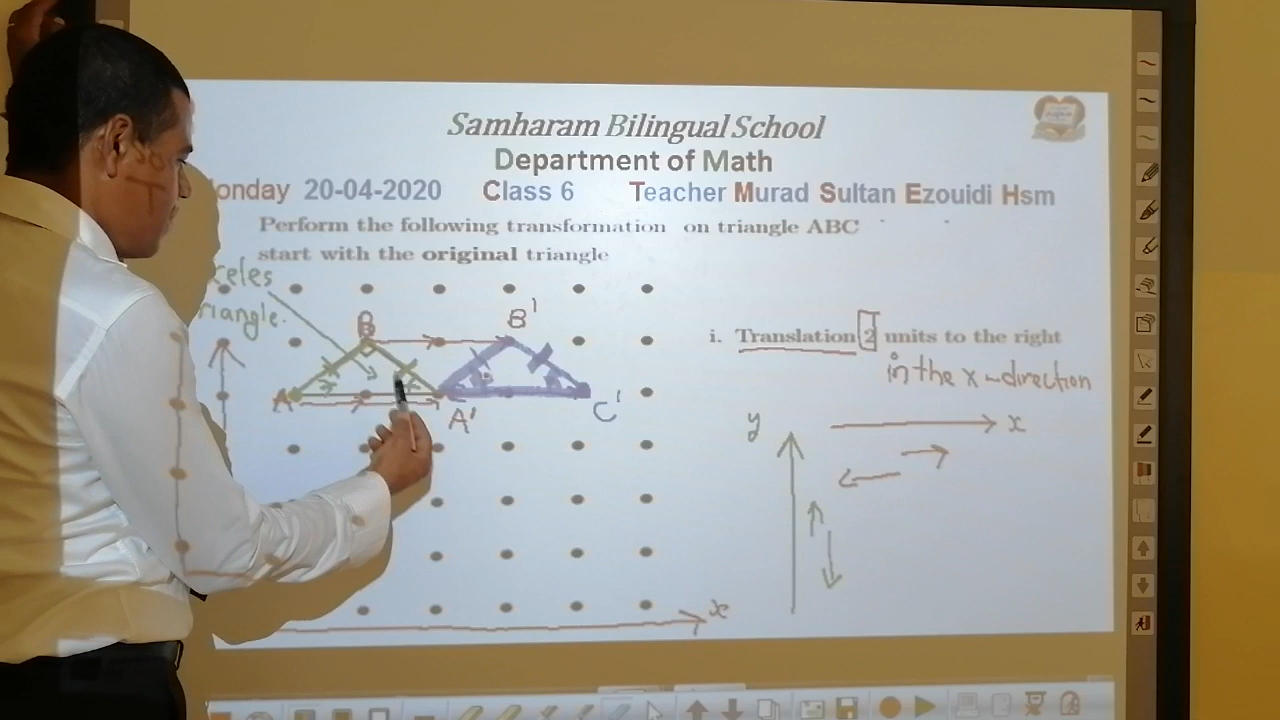 Samharam Bilingual School
Department of Math
onday 20-04-2020 Class 6 Teacher Murad Sultan Ezouidi Hsm
Perform the following transformation on triangle ABC
start with the original triangle
celes
riangle.
B
B'
i. Translation 2 units to the right
in the x-direction
A
A'
C'
y
x
x